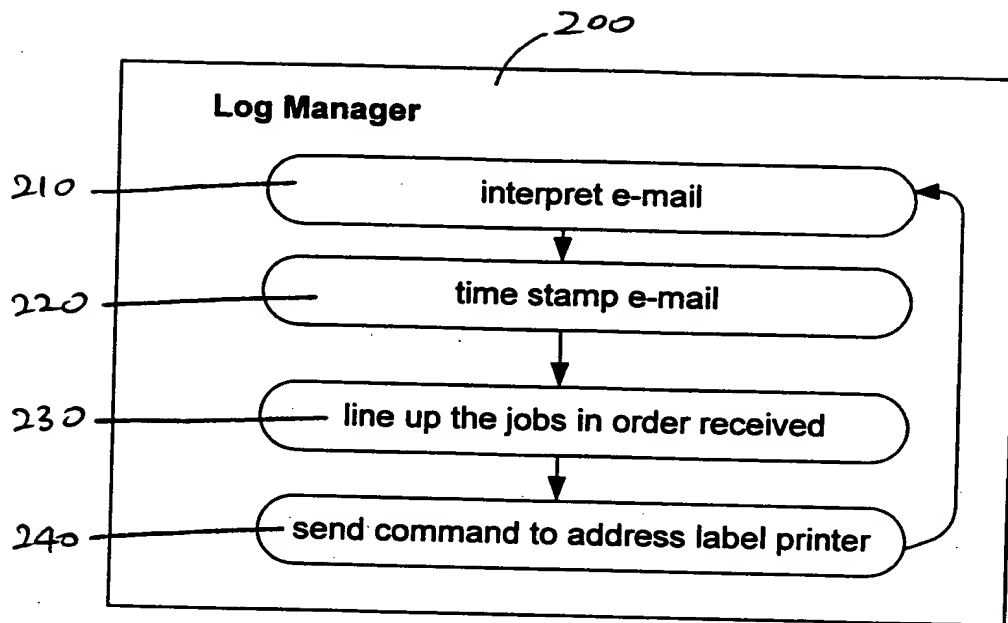 200
Log Manager
210 interpret e-mail
220 time stamp e-mail
230 line up the jobs in order received
240 send command to address label printer